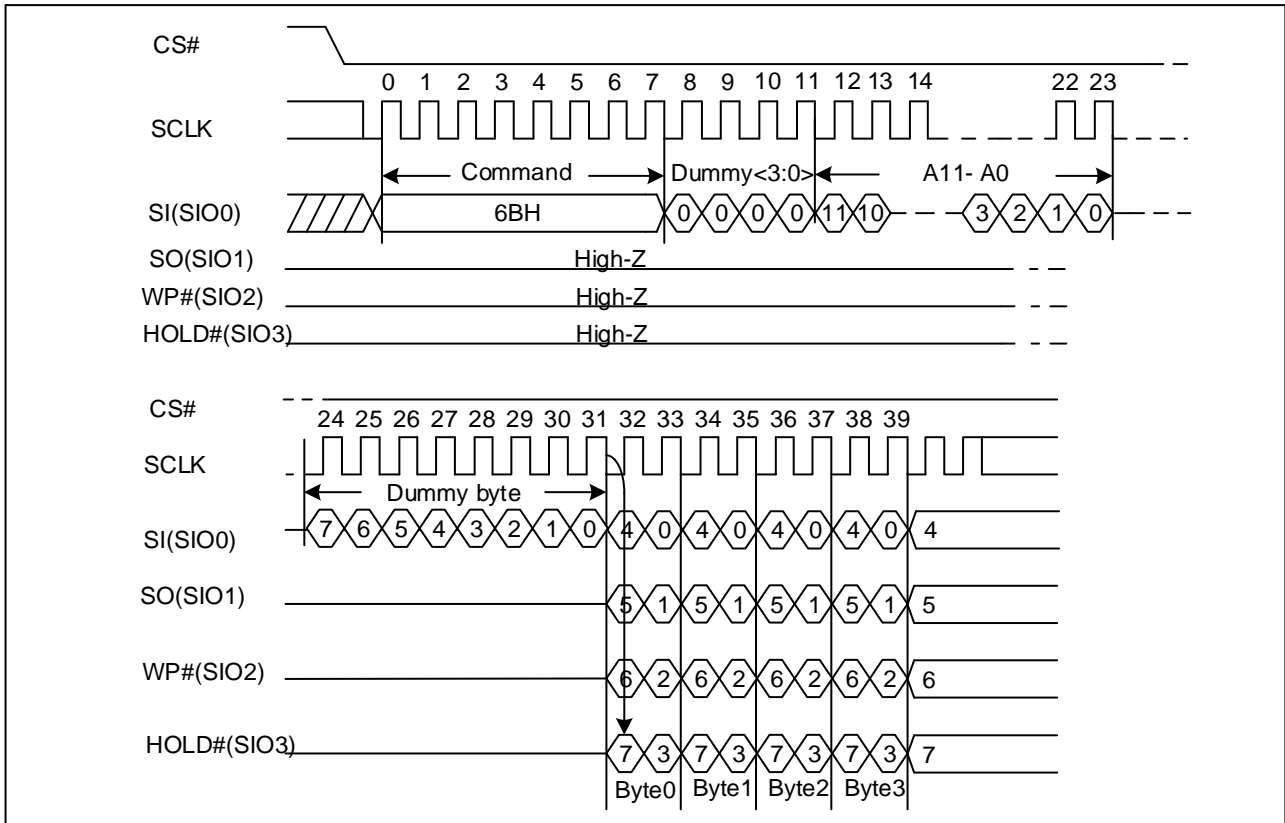 CS#
0 1 2 3 4 5 6 7 8 9 10 11 12 13 14 22 23
SCLK
Command Dummy<3:0> A11- A0
SI(SIO0) 6BH 0 0 0 0 11 10 3 2 1 0
SO(SIO1) High-Z
WP#(SIO2) High-Z
HOLD#(SIO3) High-Z
CS#
24 25 26 27 28 29 30 31 32 33 34 35 36 37 38 39
SCLK
Dummy byte
SI(SIO0) 7 6 5 4 3 2 1 0 4 0 4 0 4 0 4 0 4
SO(SIO1) 5 1 5 1 5 1 5 1 5
WP#(SIO2) 6 2 6 2 6 2 6 2 6
HOLD#(SIO3) 7 3 7 3 7 3 7 3 7
Byte0 Byte1 Byte2 Byte3